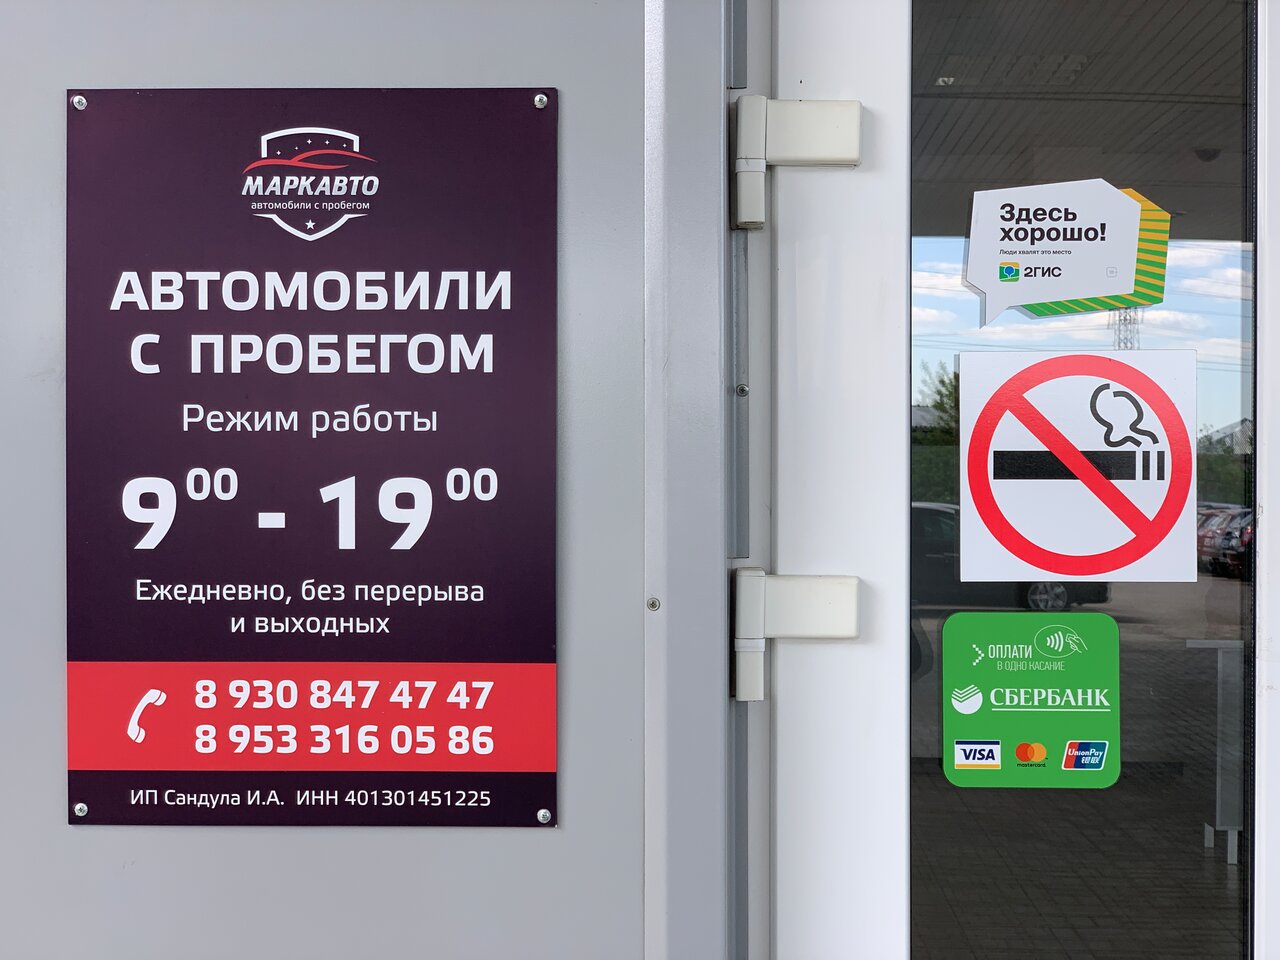 МАРКАВТО
автомобили с пробегом
АВТОМОБИЛИ
С ПРОБЕГОМ
Режим работы
9⁰⁰ - 19⁰⁰
Ежедневно, без перерыва
и выходных
8 930 847 47 47
8 953 316 05 86
ИП Сандула И.А. ИНН 401301451225
Здесь
хорошо!
Люди хвалят это место
2ГИС
ОПЛАТИ
В ОДНО КАСАНИЕ
СБЕРБАНК
VISA
mastercard
UnionPay
银联